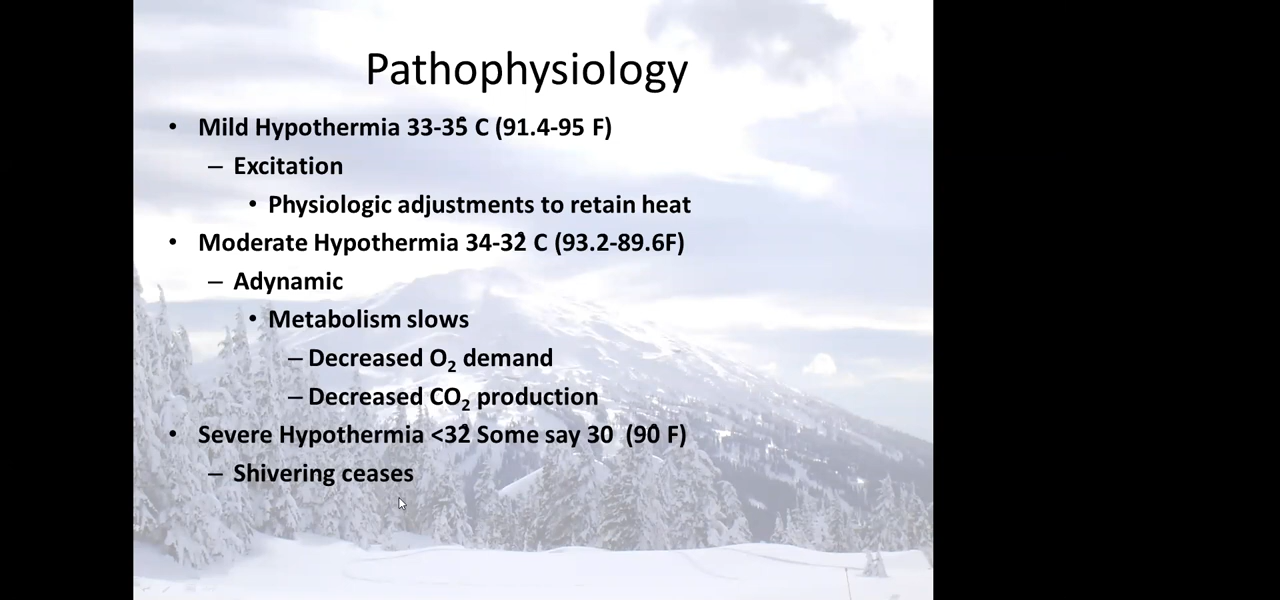 Pathophysiology
• Mild Hypothermia 33-35° C (91.4-95 F)
– Excitation
• Physiologic adjustments to retain heat
• Moderate Hypothermia 34-32° C (93.2-89.6F)
– Adynamic
• Metabolism slows
– Decreased O₂ demand
– Decreased CO₂ production
• Severe Hypothermia <32° Some say 30 (90° F)
– Shivering ceases